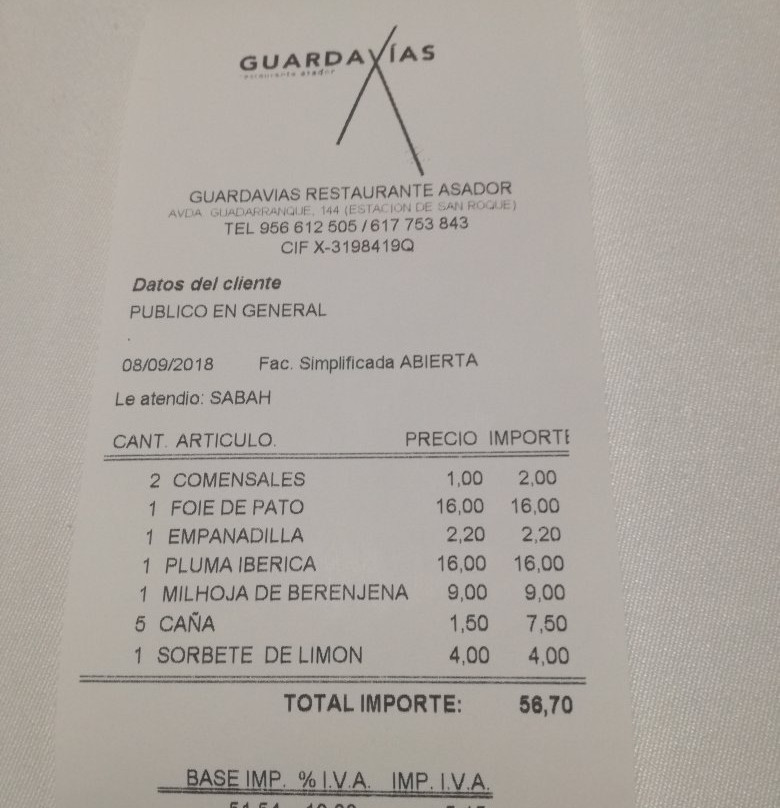 GUARDAVÍAS
restaurante asador
GUARDAVIAS RESTAURANTE ASADOR
AVDA. GUADARRANQUE, 144 (ESTACION DE SAN ROQUE)
TEL 956 612 505 / 617 753 843
CIF X-3198419Q
Datos del cliente
PUBLICO EN GENERAL
.
08/09/2018 Fac. Simplificada ABIERTA
Le atendio: SABAH
CANT. ARTICULO. PRECIO IMPORTE
2 COMENSALES 1,00 2,00
1 FOIE DE PATO 16,00 16,00
1 EMPANADILLA 2,20 2,20
1 PLUMA IBERICA 16,00 16,00
1 MILHOJA DE BERENJENA 9,00 9,00
5 CAÑA 1,50 7,50
1 SORBETE DE LIMON 4,00 4,00
TOTAL IMPORTE: 56,70
BASE IMP. % I.V.A. IMP. I.V.A.